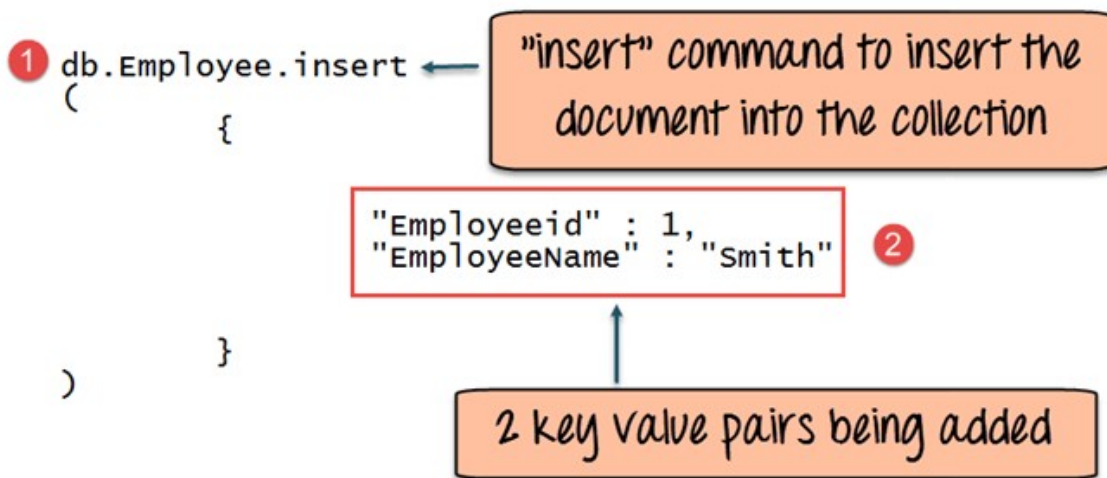 1 db.Employee.insert
"insert" command to insert the
document into the collection
(
{
"Employeeid" : 1,
"EmployeeName" : "Smith"
2
}
)
2 key value pairs being added